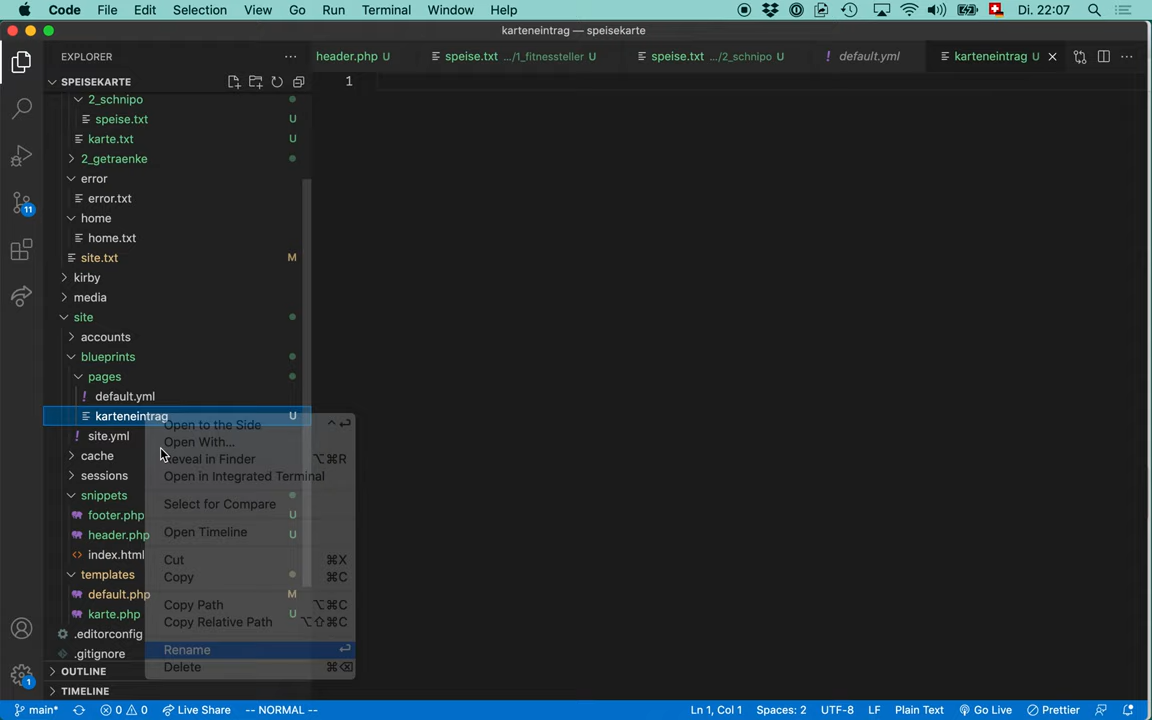 Code File Edit Selection View Go Run Terminal Window Help Di. 22:07
karteneintrag — speisekarte
EXPLORER
header.php U
speise.txt .../1_fitnessteller U
speise.txt .../2_schnipo U
default.yml
karteneintrag U
SPEISEKARTE
1
2_schnipo
speise.txt U
karte.txt U
2_getraenke
error
error.txt
home
home.txt
site.txt M
kirby
media
site
accounts
blueprints
pages
default.yml
karteneintrag U
site.yml
cache
sessions
snippets
footer.php U
header.php U
index.html
templates
default.php M
karte.php U
.editorconfig
.gitignore
OUTLINE
TIMELINE
Open to the Side ^↩
Open With...
Reveal in Finder ⌥⌘R
Open in Integrated Terminal
Select for Compare
Open Timeline
Cut ⌘X
Copy ⌘C
Copy Path ⌥⌘C
Copy Relative Path ⌥⇧⌘C
Rename ↩
Delete ⌘⌫
11
1
main* 0 0 Live Share -- NORMAL -- Ln 1, Col 1 Spaces: 2 UTF-8 LF Plain Text Go Live Prettier